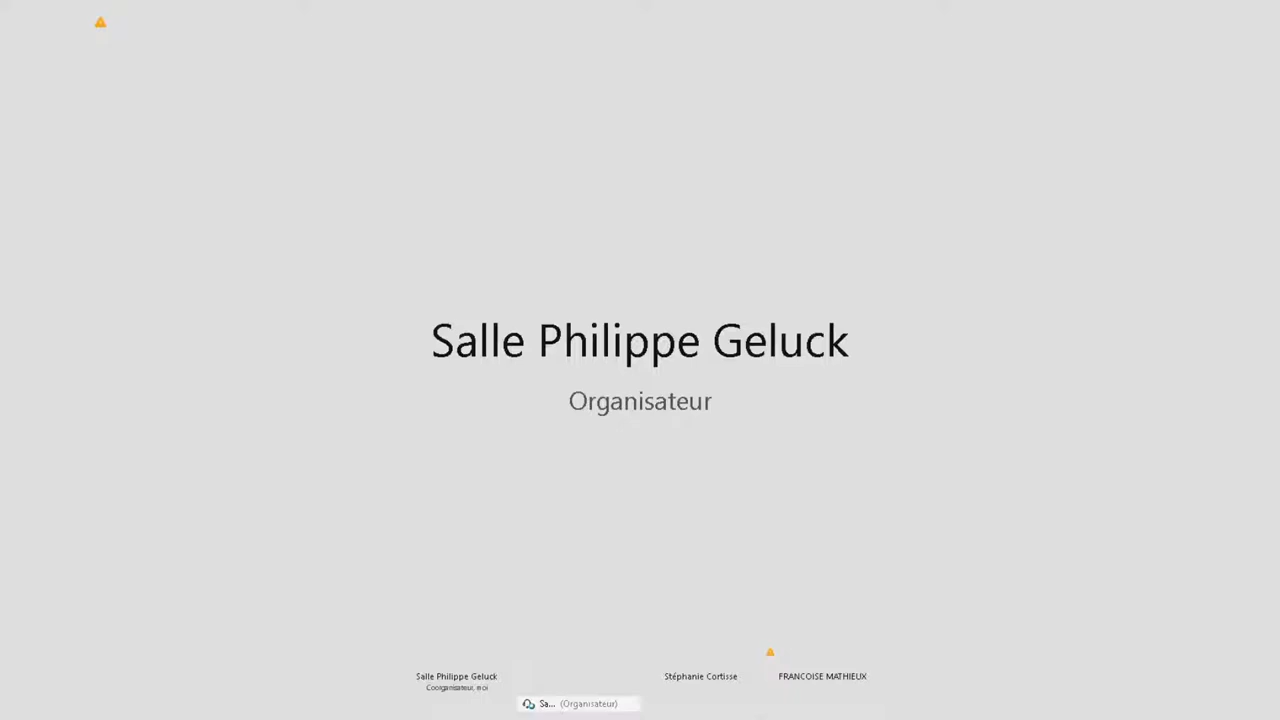 Salle Philippe Geluck
Organisateur
Salle Philippe Geluck
Coorganisateur, moi
Sa... (Organisateur)
Stéphanie Cortisse
FRANCOISE MATHIEUX